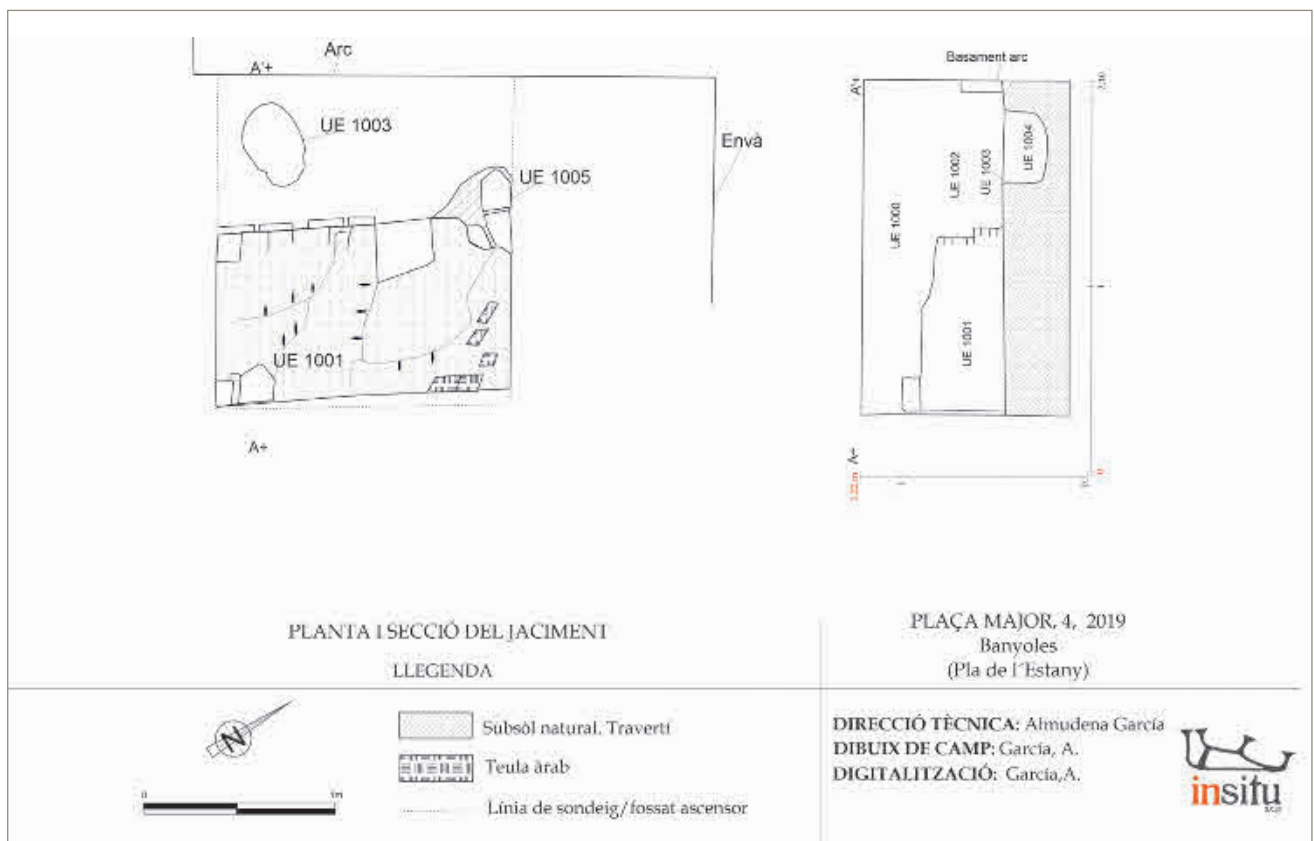 Arc
A'+
UE 1003
Envà
UE 1005
UE 1001
A+
Basament arc
A'+
UE 1004
UE 1003
UE 1002
UE 1000
UE 1001
A+
0
PLANTA I SECCIÓ DEL JACIMENT
LLEGENDA
PLAÇA MAJOR, 4, 2019
Banyoles
(Pla de l´Estany)
N
0
1m
Subsòl natural. Travertí
Teula àrab
Línia de sondeig/fossat ascensor
DIRECCIÓ TÈCNICA: Almudena García
DIBUIX DE CAMP: García, A.
DIGITALITZACIÓ: García,A.
insitu